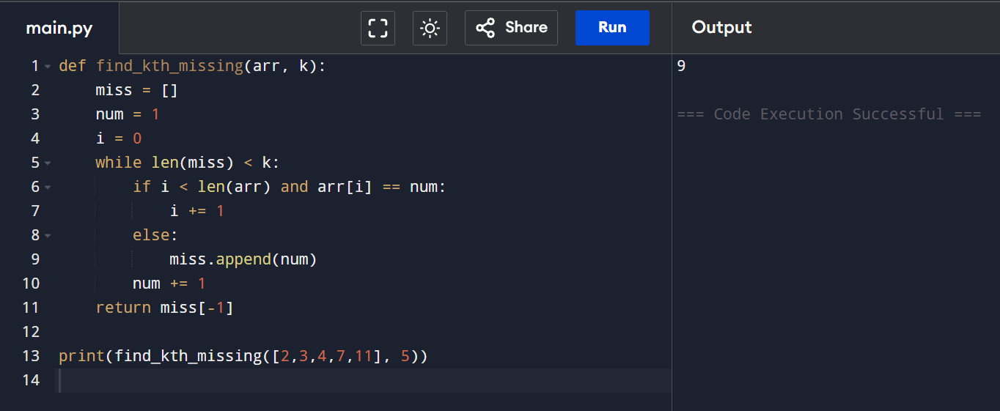 main.py Share Run Output
1 def find_kth_missing(arr, k):
2     miss = []
3     num = 1
4     i = 0
5     while len(miss) < k:
6         if i < len(arr) and arr[i] == num:
7             i += 1
8         else:
9             miss.append(num)
10         num += 1
11     return miss[-1]
12
13 print(find_kth_missing([2,3,4,7,11], 5))
14
9
=== Code Execution Successful ===